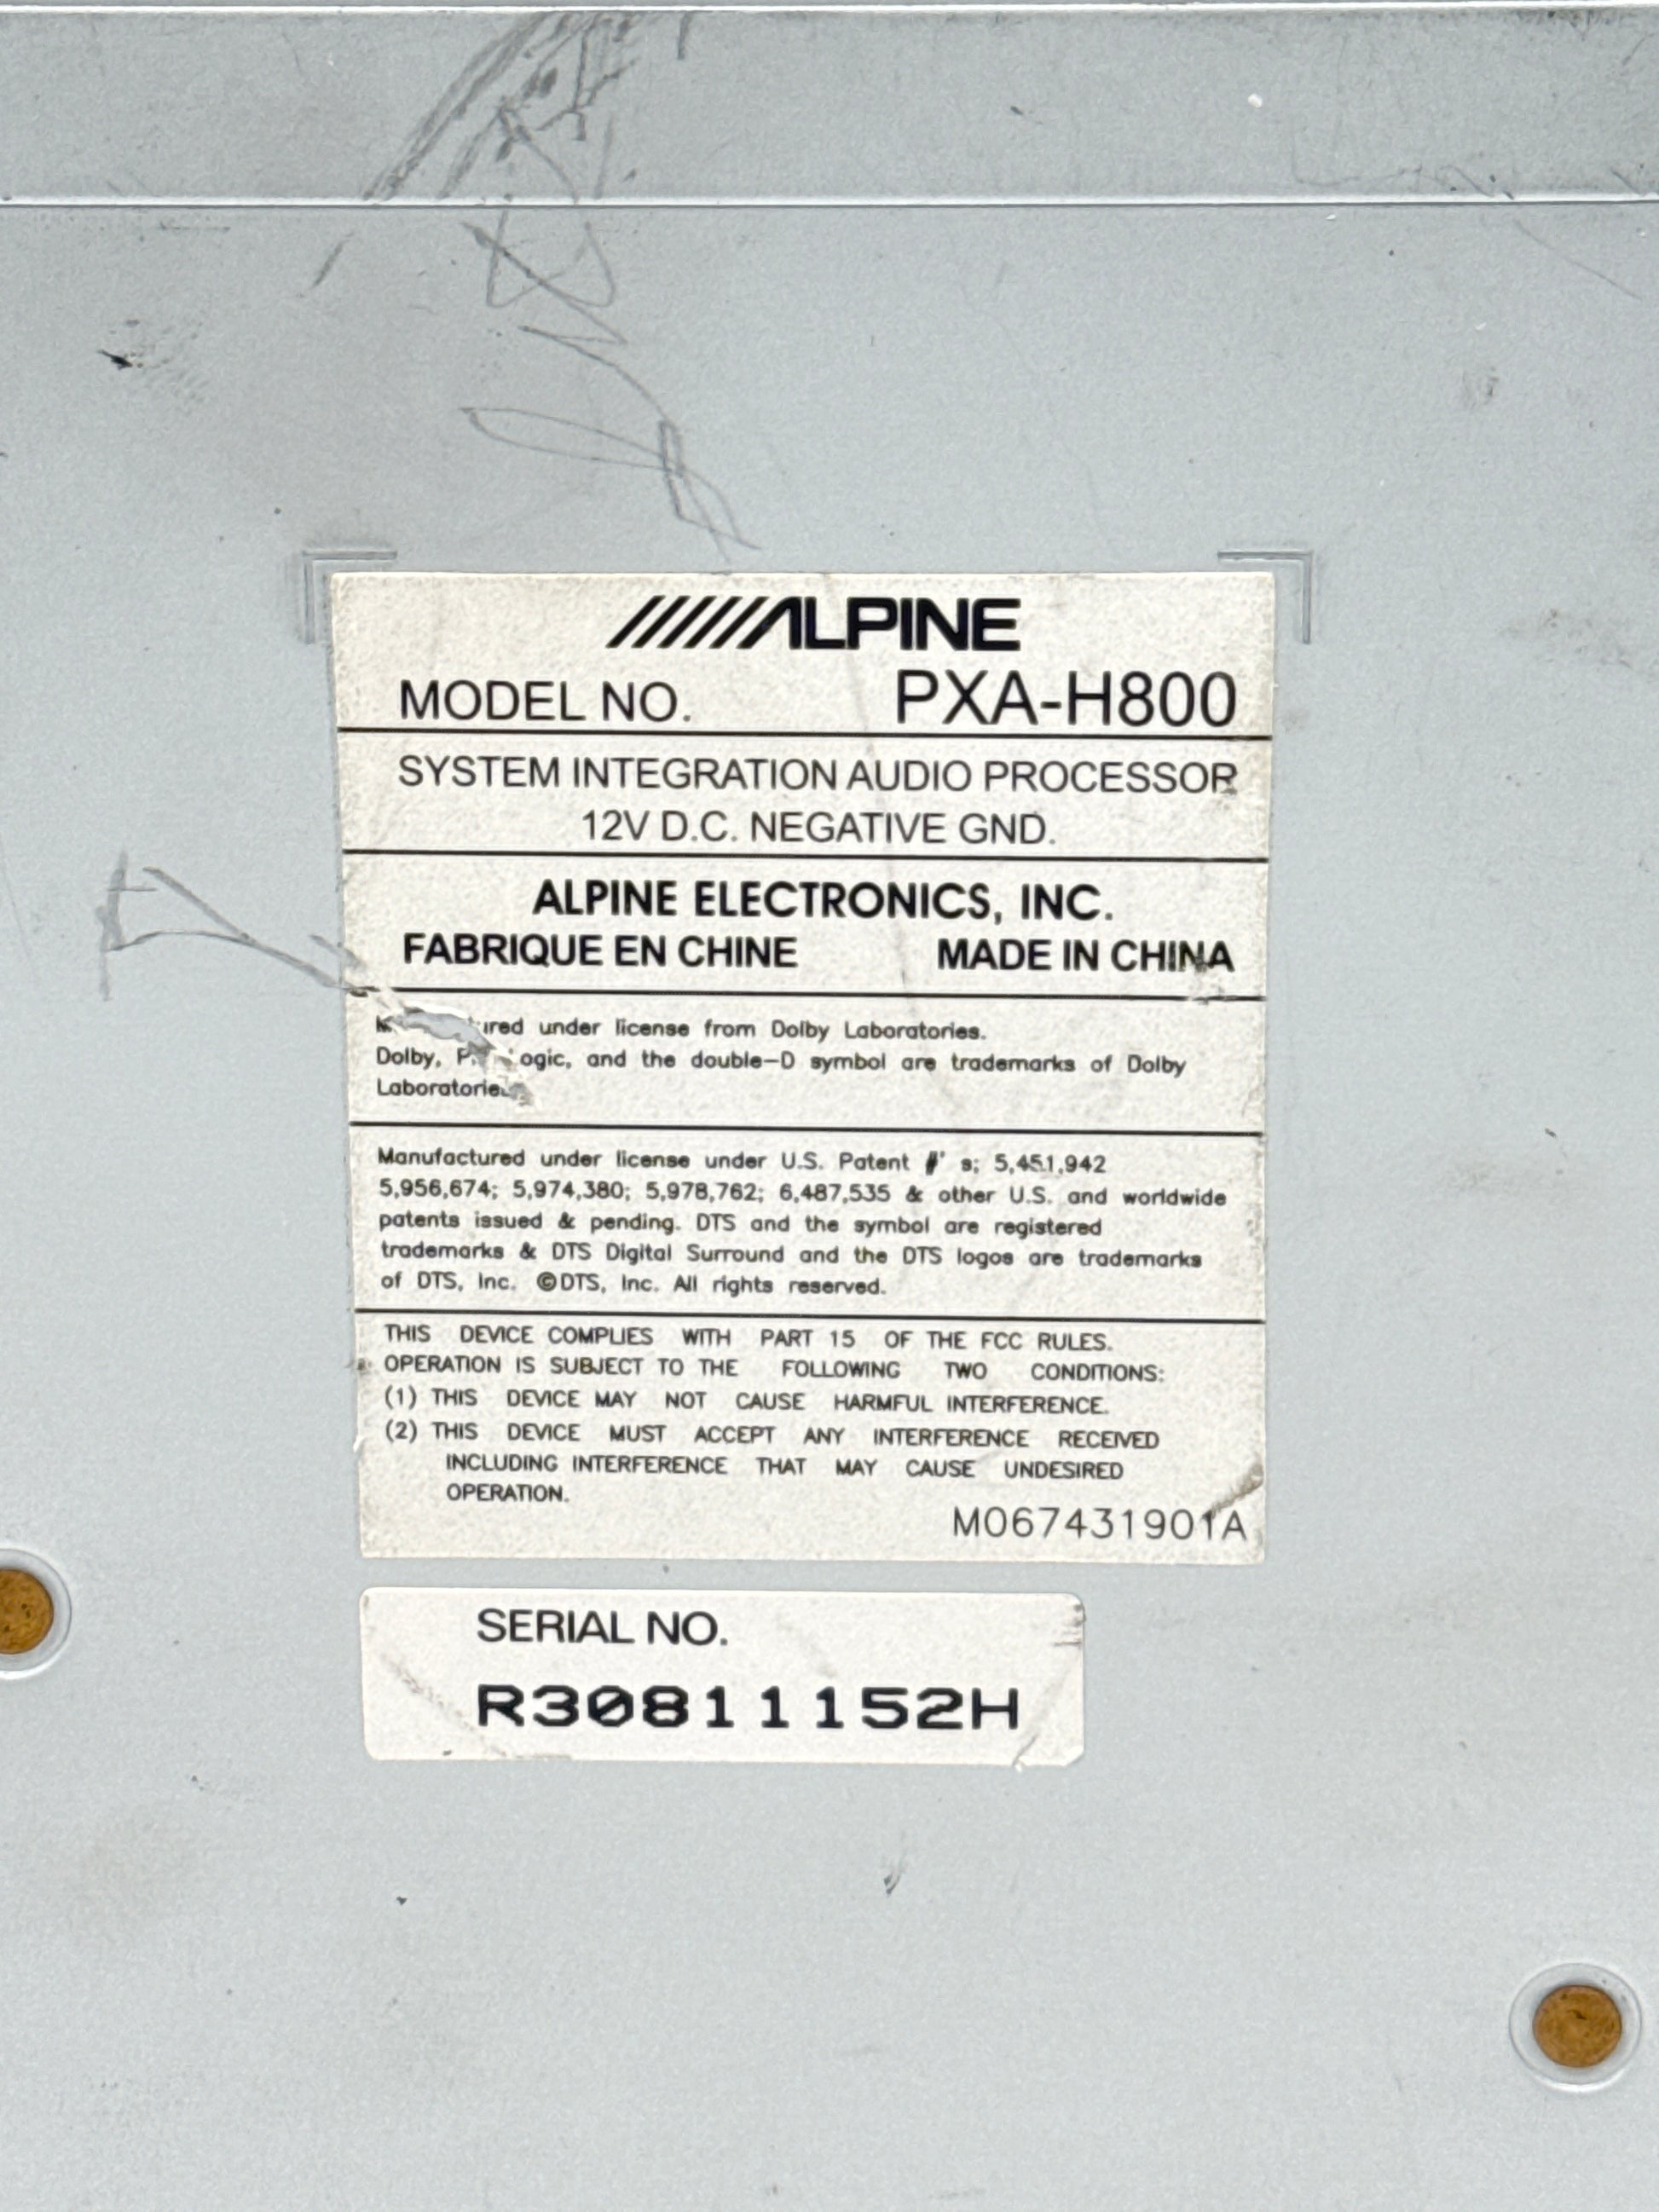 ALPINE
MODEL NO. PXA-H800
SYSTEM INTEGRATION AUDIO PROCESSOR
12V D.C. NEGATIVE GND.
ALPINE ELECTRONICS, INC.
FABRIQUE EN CHINE MADE IN CHINA
under license from Dolby Laboratories.
Dolby, and the double-D symbol are trademarks of Dolby
Manufactured under license under U.S. Patent #' s; 5,451,942
5,956,674; 5,974,380; 5,978,762; 6,487,535 & other U.S. and worldwide
patents issued & pending. DTS and the symbol are registered
trademarks & DTS Digital Surround and the DTS logos are trademarks
of DTS, Inc. ©DTS, Inc. All rights reserved.
THIS DEVICE COMPLIES WITH PART 15 OF THE FCC RULES.
OPERATION IS SUBJECT TO THE FOLLOWING TWO CONDITIONS:
(1) THIS DEVICE MAY NOT CAUSE HARMFUL INTERFERENCE.
(2) THIS DEVICE MUST ACCEPT ANY INTERFERENCE RECEIVED
INCLUDING INTERFERENCE THAT MAY CAUSE UNDESIRED
OPERATION.
M067431901A
SERIAL NO.
R30811152H